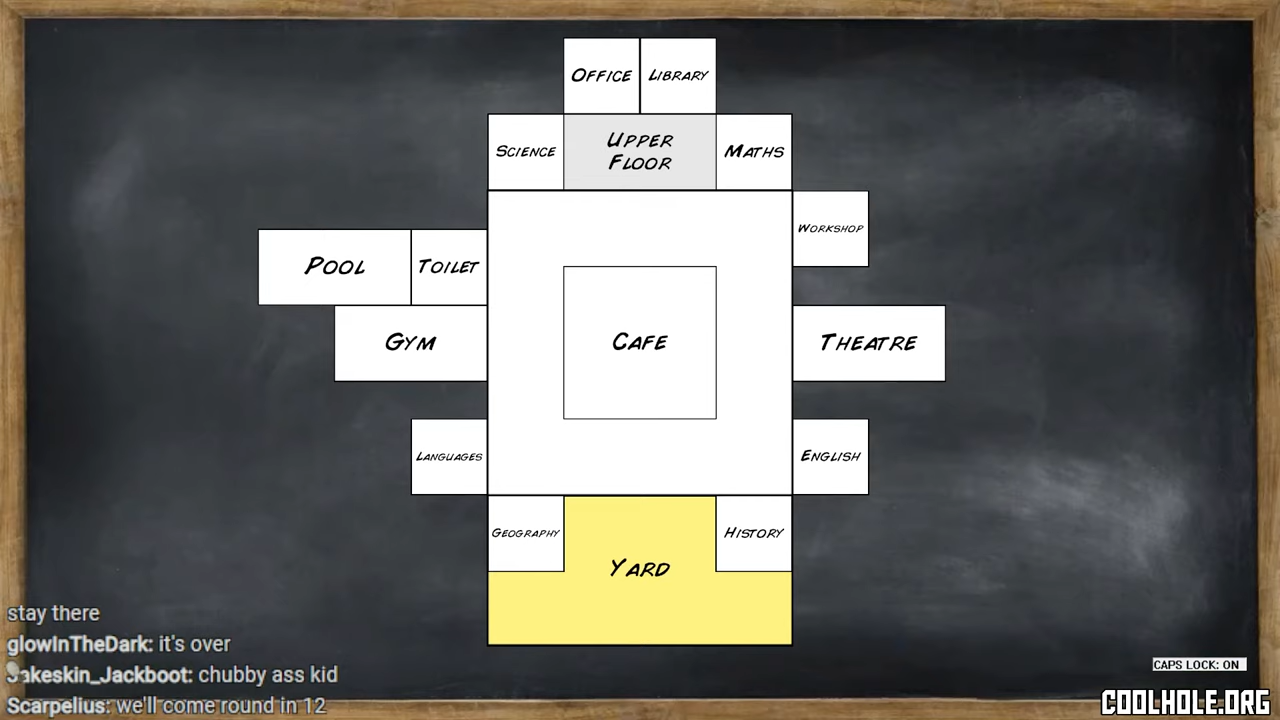 OFFICE
LIBRARY
SCIENCE
UPPER
FLOOR
MATHS
WORKSHOP
POOL
TOILET
GYM
CAFE
THEATRE
LANGUAGES
ENGLISH
GEOGRAPHY
HISTORY
YARD
stay there
glowInTheDark: it's over
Jakeskin_Jackboot: chubby ass kid
Scarpelius: we'll come round in 12
CAPS LOCK: ON
COOLHOLE.ORG